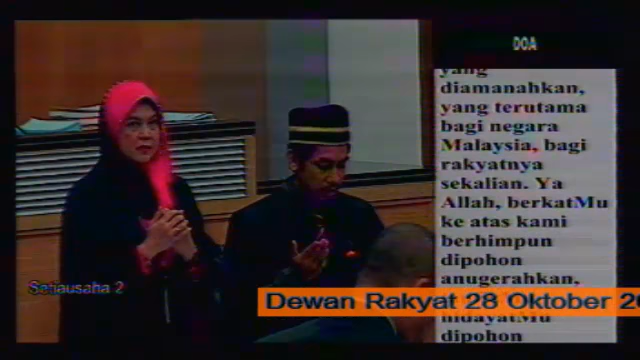 DOA
yang
diamanahkan,
yang terutama
bagi negara
Malaysia, bagi
rakyatnya
sekalian. Ya
Allah, berkatMu
ke atas kami
berhimpun
dipohon
anugerahkan,
hidayatMu
dipohon
Setiausaha 2
Dewan Rakyat 28 Oktober